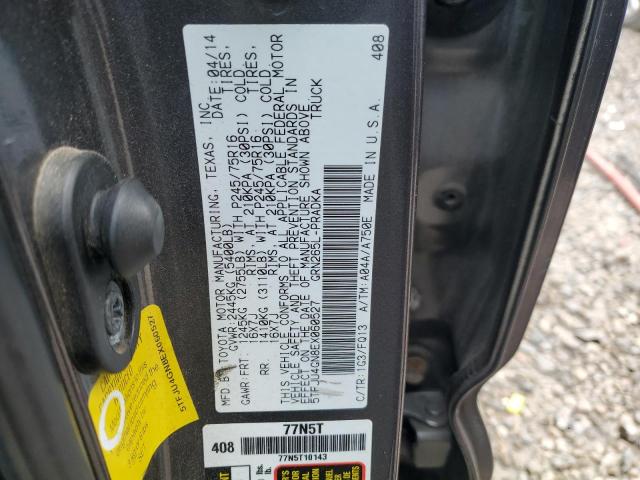 MFD. BY TOYOTA MOTOR MANUFACTURING, TEXAS, INC.
DATE: 04/14
GVWR: 2445KG (5400LB)
GAWR: FRT: 1245KG (2755LB) WITH P245/75R16 TIRES,
16X7J RIMS, AT 210KPA (30PSI) COLD
RR 1410KG (3110LB) WITH P245/75R16 TIRES,
16X7J RIMS, AT 210KPA (30PSI) COLD
THIS VEHICLE CONFORMS TO ALL APPLICABLE FEDERAL MOTOR
VEHICLE SAFETY AND THEFT PREVENTION STANDARDS IN
EFFECT ON THE DATE OF MANUFACTURE SHOWN ABOVE.
5TFJU4GN8EX060527 TRUCK
GRN265L-PRADKA
C/TR:1G3/FQ13 A/TM:A04A/A750E MADE IN U.S.A. 408
5TFJU4GN8EX060527
77N5T
408
77N5T10143